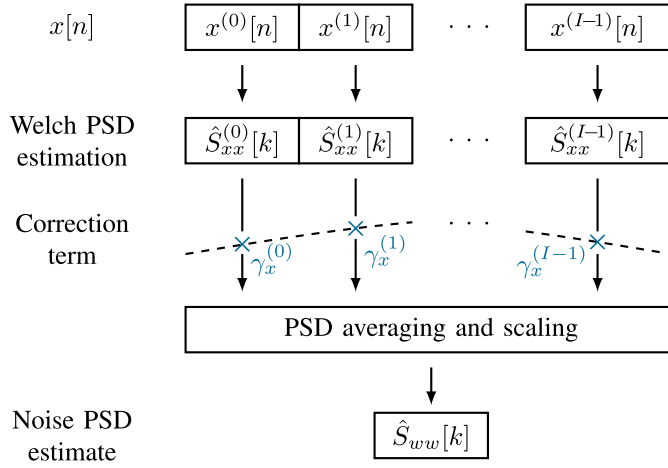 x[n] x^{(0)}[n] x^{(1)}[n] · · · x^{(I-1)}[n]
Welch PSD
estimation
Ŝ_{xx}^{(0)}[k] Ŝ_{xx}^{(1)}[k] · · · Ŝ_{xx}^{(I-1)}[k]
Correction
term
· · ·
γ_x^{(0)} γ_x^{(1)} γ_x^{(I-1)}
PSD averaging and scaling
Noise PSD
estimate
Ŝ_{ww}[k]